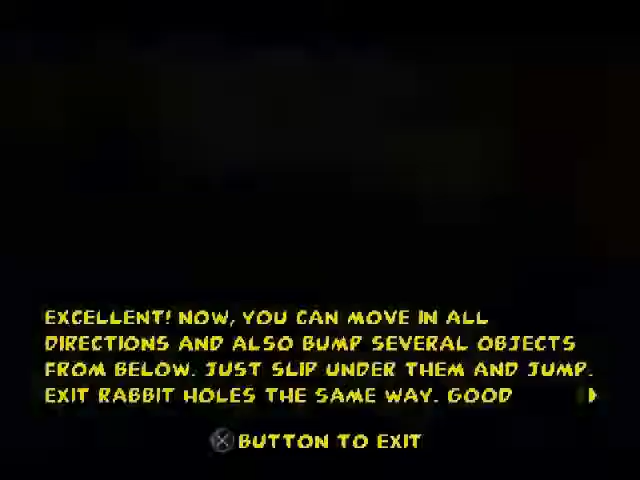 EXCELLENT! NOW, YOU CAN MOVE IN ALL
DIRECTIONS AND ALSO BUMP SEVERAL OBJECTS
FROM BELOW. JUST SLIP UNDER THEM AND JUMP.
EXIT RABBIT HOLES THE SAME WAY. GOOD
BUTTON TO EXIT